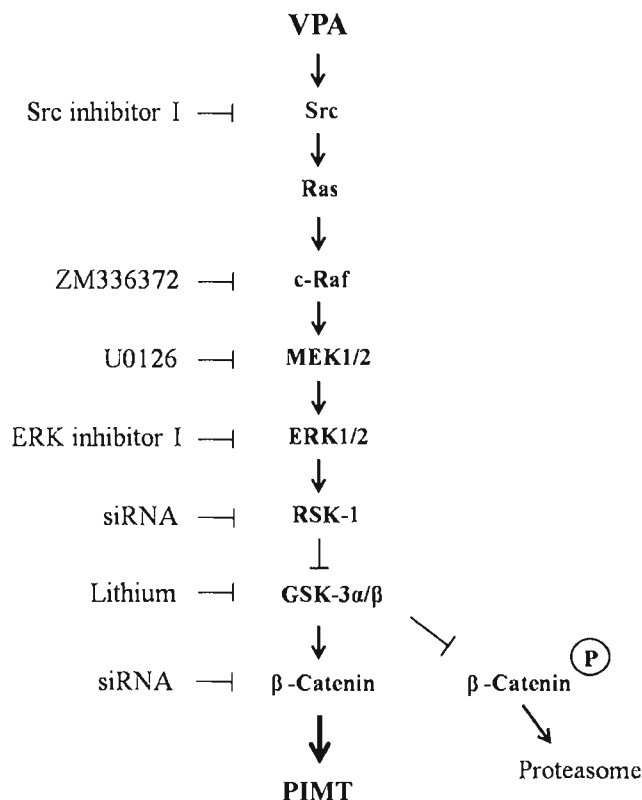 VPA
Src inhibitor I Src
Ras
ZM336372 c-Raf
U0126 MEK1/2
ERK inhibitor I ERK1/2
siRNA RSK-1
Lithium GSK-3α/β
siRNA β-Catenin β-Catenin P
Proteasome
PIMT